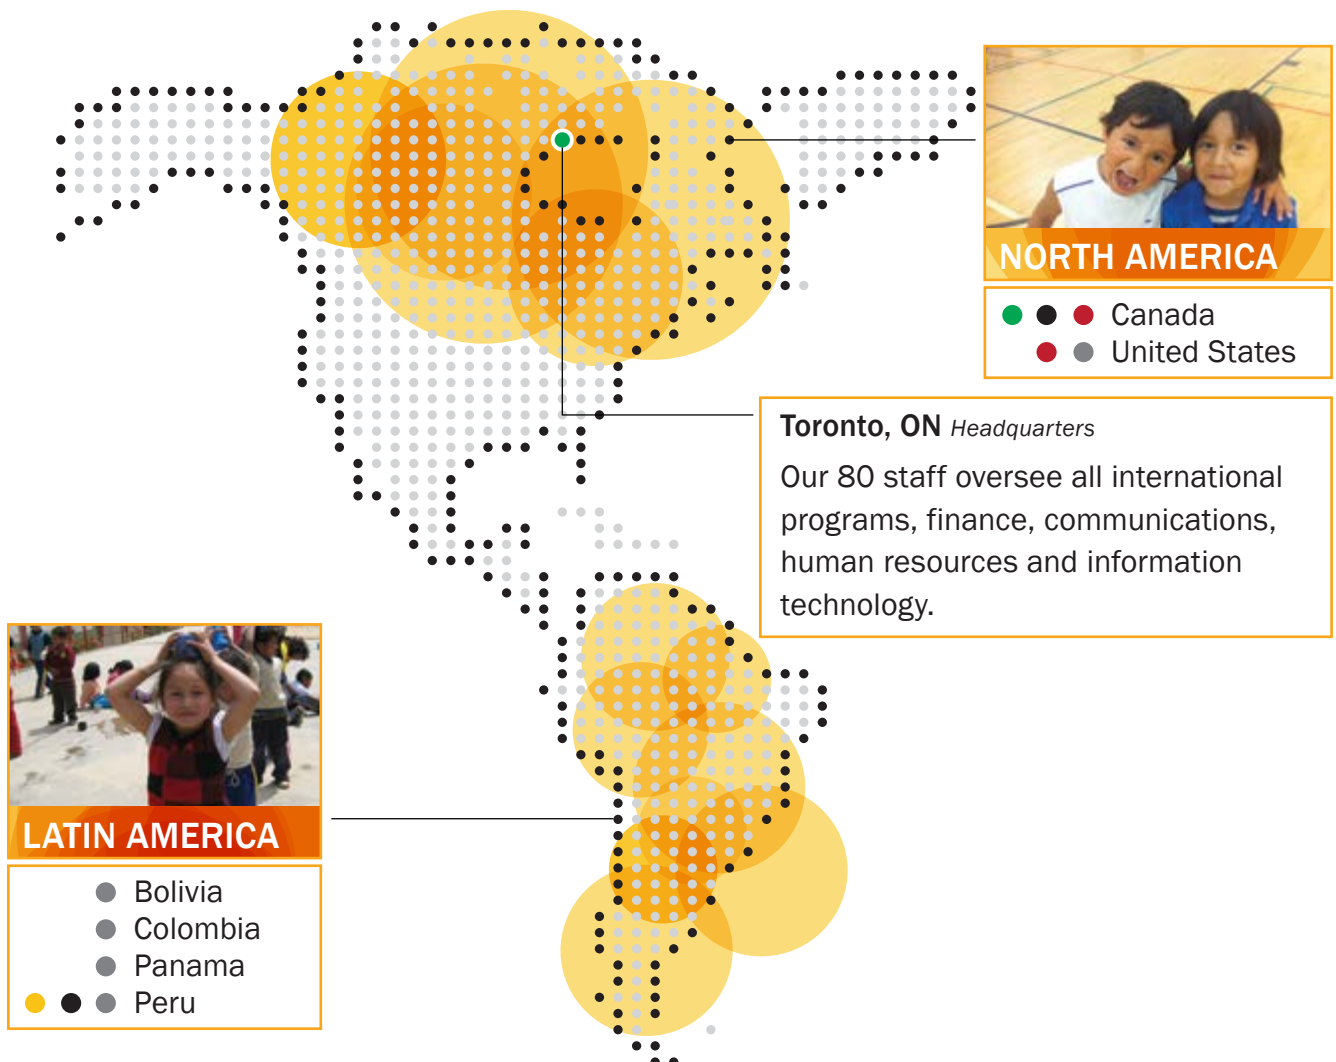 NORTH AMERICA
Canada
United States
Toronto, ON Headquarters
Our 80 staff oversee all international
programs, finance, communications,
human resources and information
technology.
LATIN AMERICA
Bolivia
Colombia
Panama
Peru